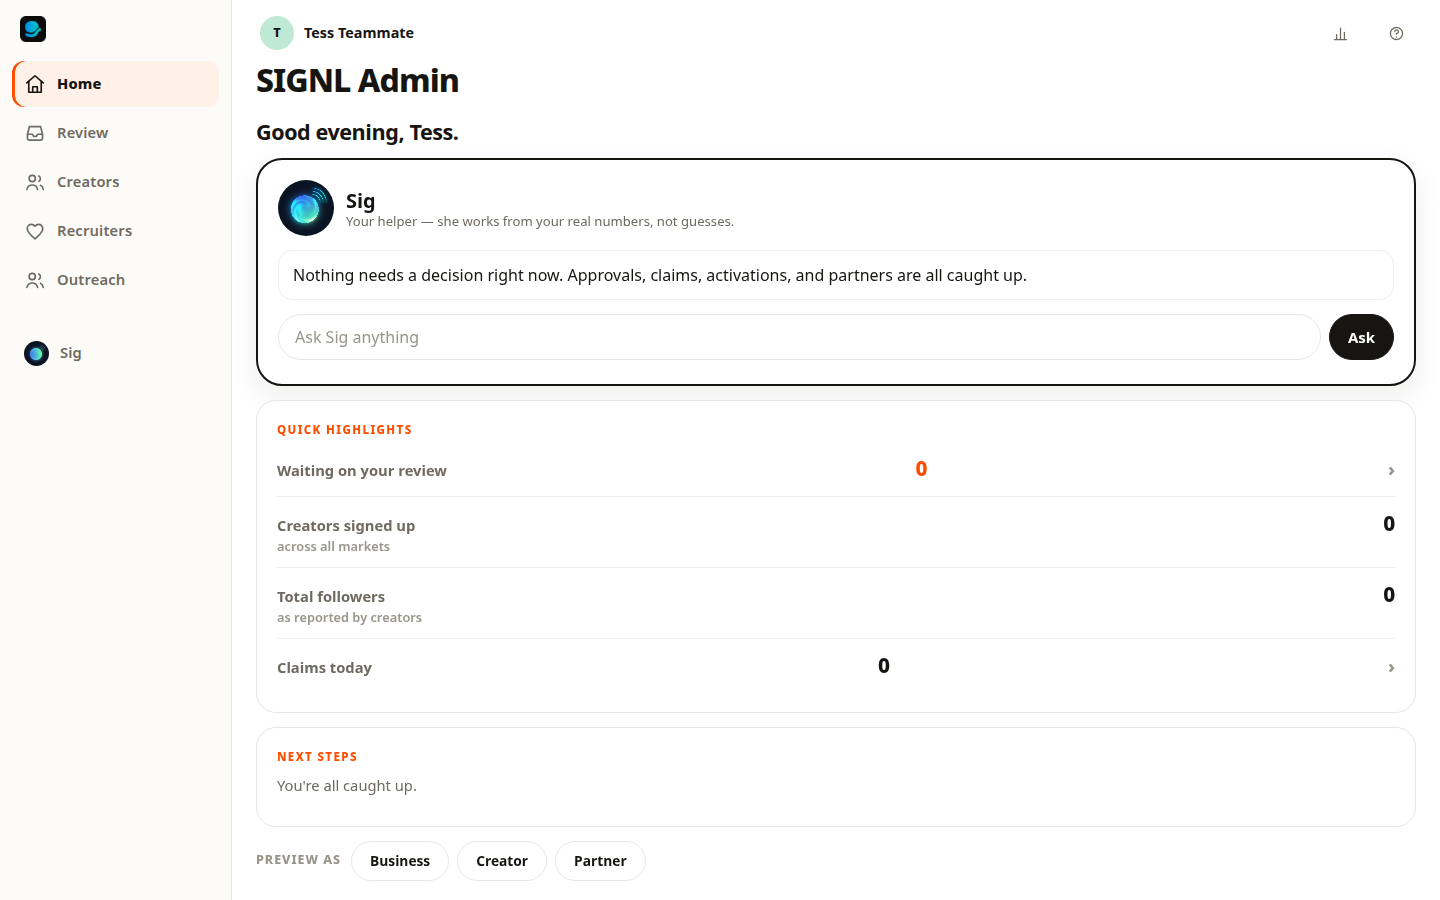 T
Tess Teammate
Home
Review
Creators
Recruiters
Outreach
Sig
SIGNL Admin
Good evening, Tess.
Sig
Your helper — she works from your real numbers, not guesses.
Nothing needs a decision right now. Approvals, claims, activations, and partners are all caught up.
Ask Sig anything
Ask
QUICK HIGHLIGHTS
Waiting on your review 0 ›
Creators signed up 0
across all markets
Total followers 0
as reported by creators
Claims today 0 ›
NEXT STEPS
You're all caught up.
PREVIEW AS Business Creator Partner